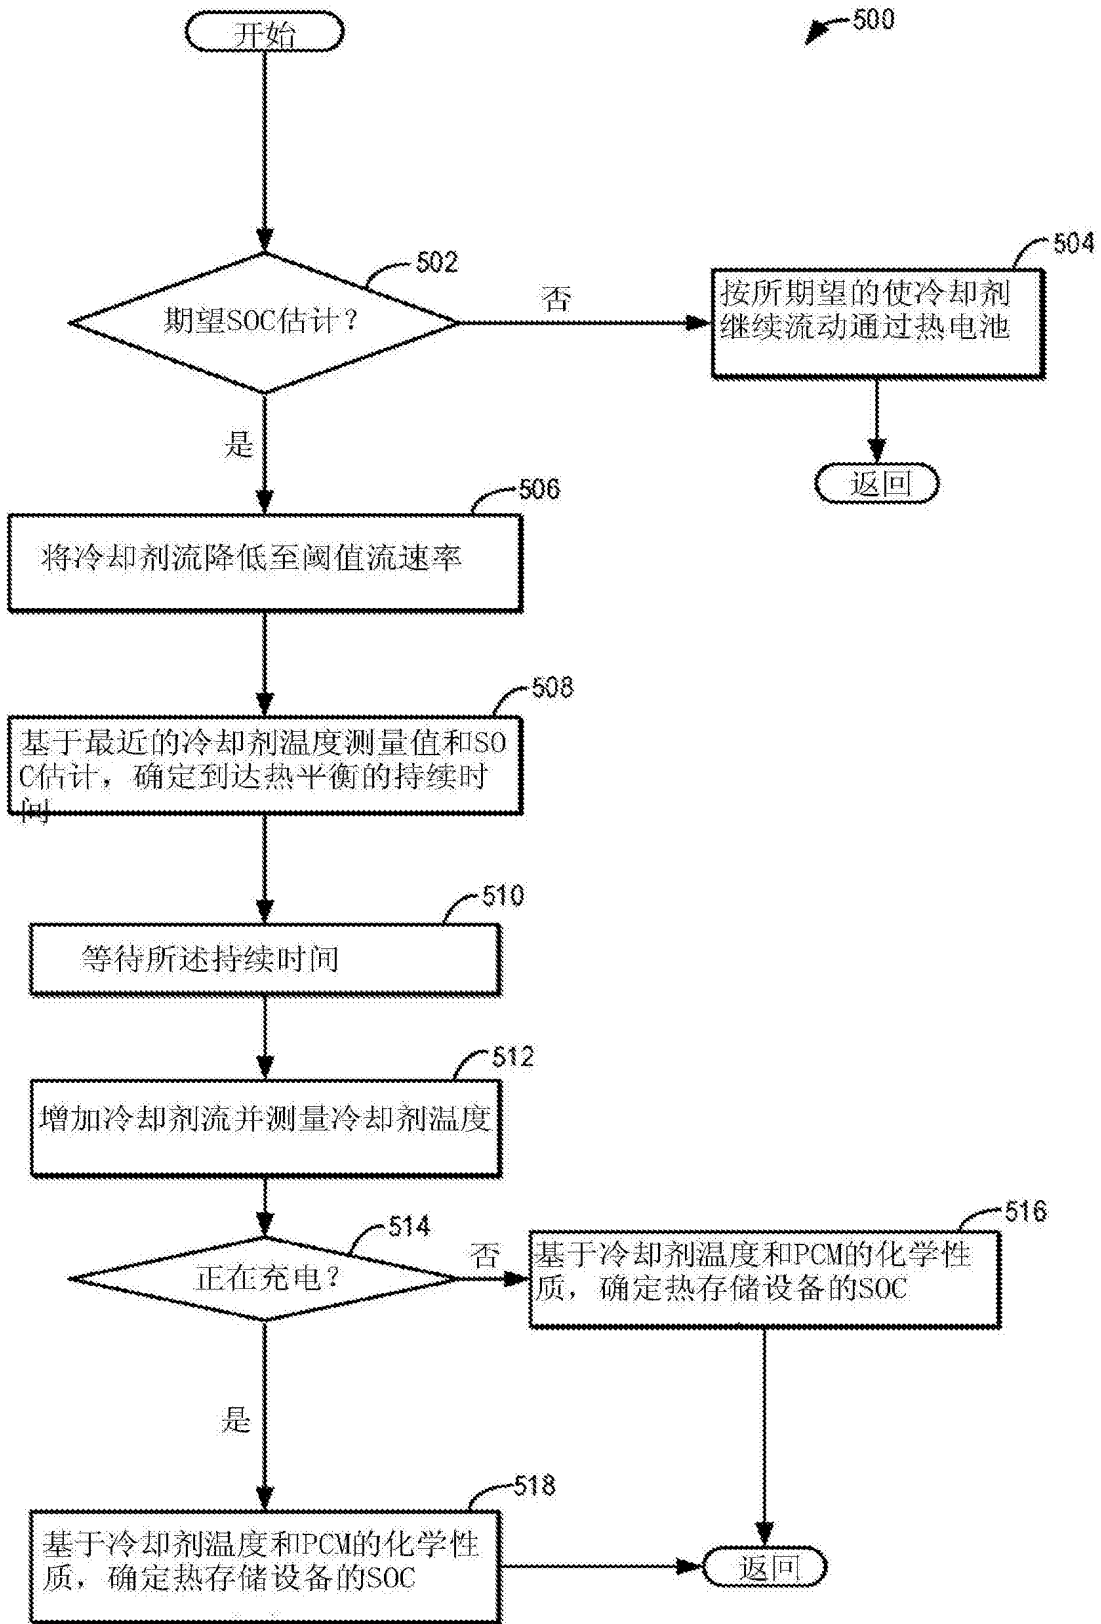 开始
500
502
期望SOC估计?
否
504
按所期望的使冷却剂
继续流动通过热电池
是
返回
506
将冷却剂流降低至阈值流速率
508
基于最近的冷却剂温度测量值和SO
C估计，确定到达热平衡的持续时
间
510
等待所述持续时间
512
增加冷却剂流并测量冷却剂温度
514
正在充电?
否
516
基于冷却剂温度和PCM的化学性
质，确定热存储设备的SOC
是
518
基于冷却剂温度和PCM的化学性
质，确定热存储设备的SOC
返回